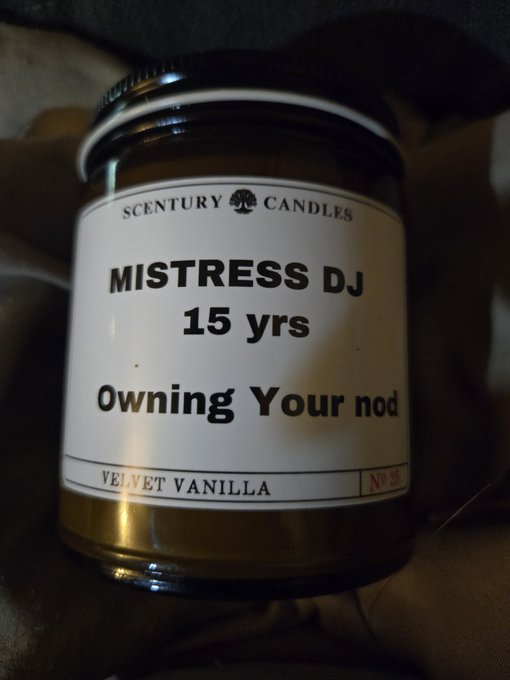 SCENTURY CANDLES
MISTRESS DJ
15 yrs
Owning Your nod
VELVET VANILLA Nº 25